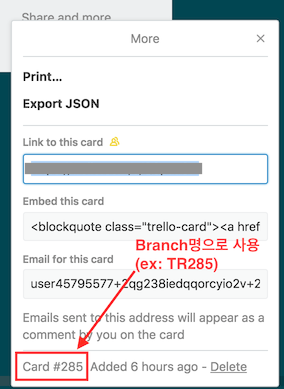 Share and more
More
Print...
Export JSON
Link to this card
Embed this card
<blockquote class="trello-card"><a href
Branch명으로 사용
(ex: TR285)
Email for this card
user45795577+2qg238iedqqorcyio2v+2
Emails sent to this address will appear as a
comment by you on the card
Card #285 Added 6 hours ago - Delete